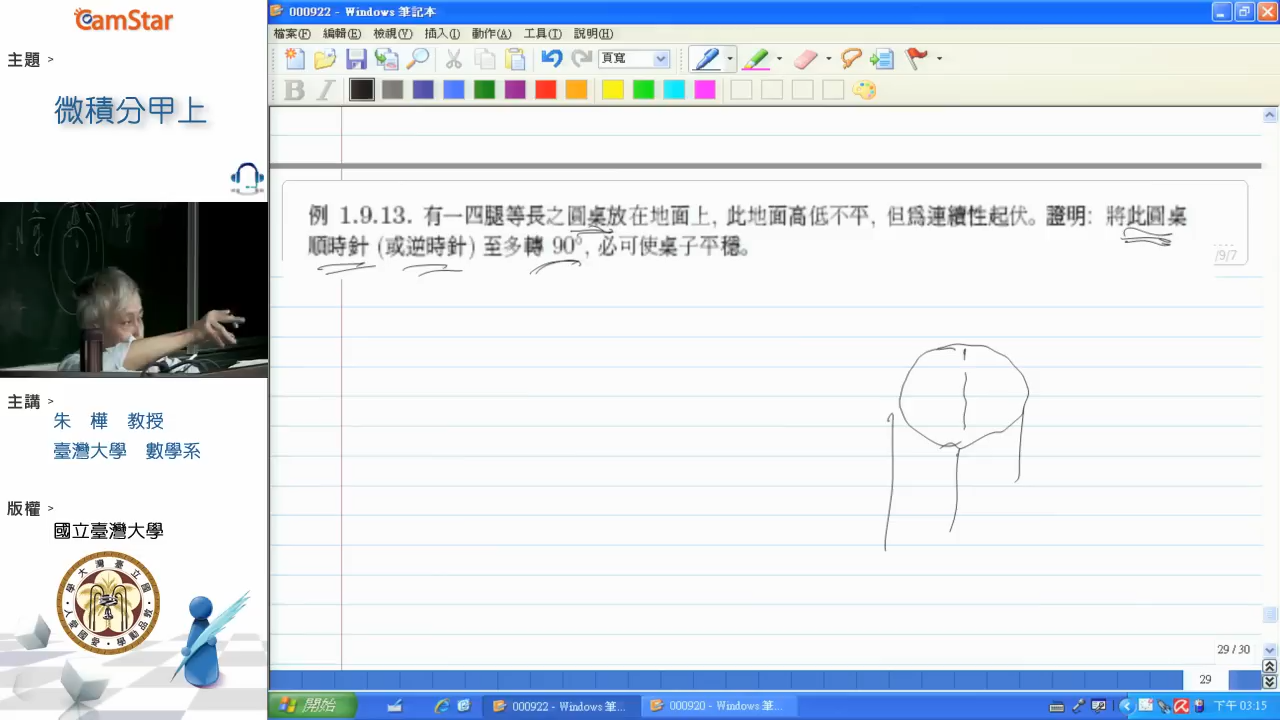 CamStar
主題 >
微積分甲上
主講 >
朱 樺 教授
臺灣大學 數學系
版權 >
國立臺灣大學
000922 - Windows 筆記本
檔案(F) 編輯(E) 檢視(V) 插入(I) 動作(A) 工具(T) 說明(H)
頁寬
B I
例 1.9.13. 有一四腿等長之圓桌放在地面上, 此地面高低不平, 但為連續性起伏。證明: 將此圓桌
順時針 (或逆時針) 至多轉 90°, 必可使桌子平穩。
/9/7
29 / 30
29
開始
000922 - Windows 筆...
000920 - Windows 筆...
下午 03:15